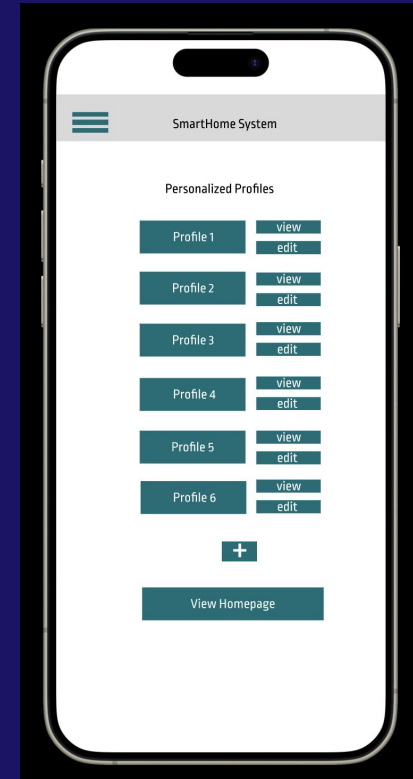 SmartHome System
Personalized Profiles
Profile 1
view
edit
Profile 2
view
edit
Profile 3
view
edit
Profile 4
view
edit
Profile 5
view
edit
Profile 6
view
edit
+
View Homepage